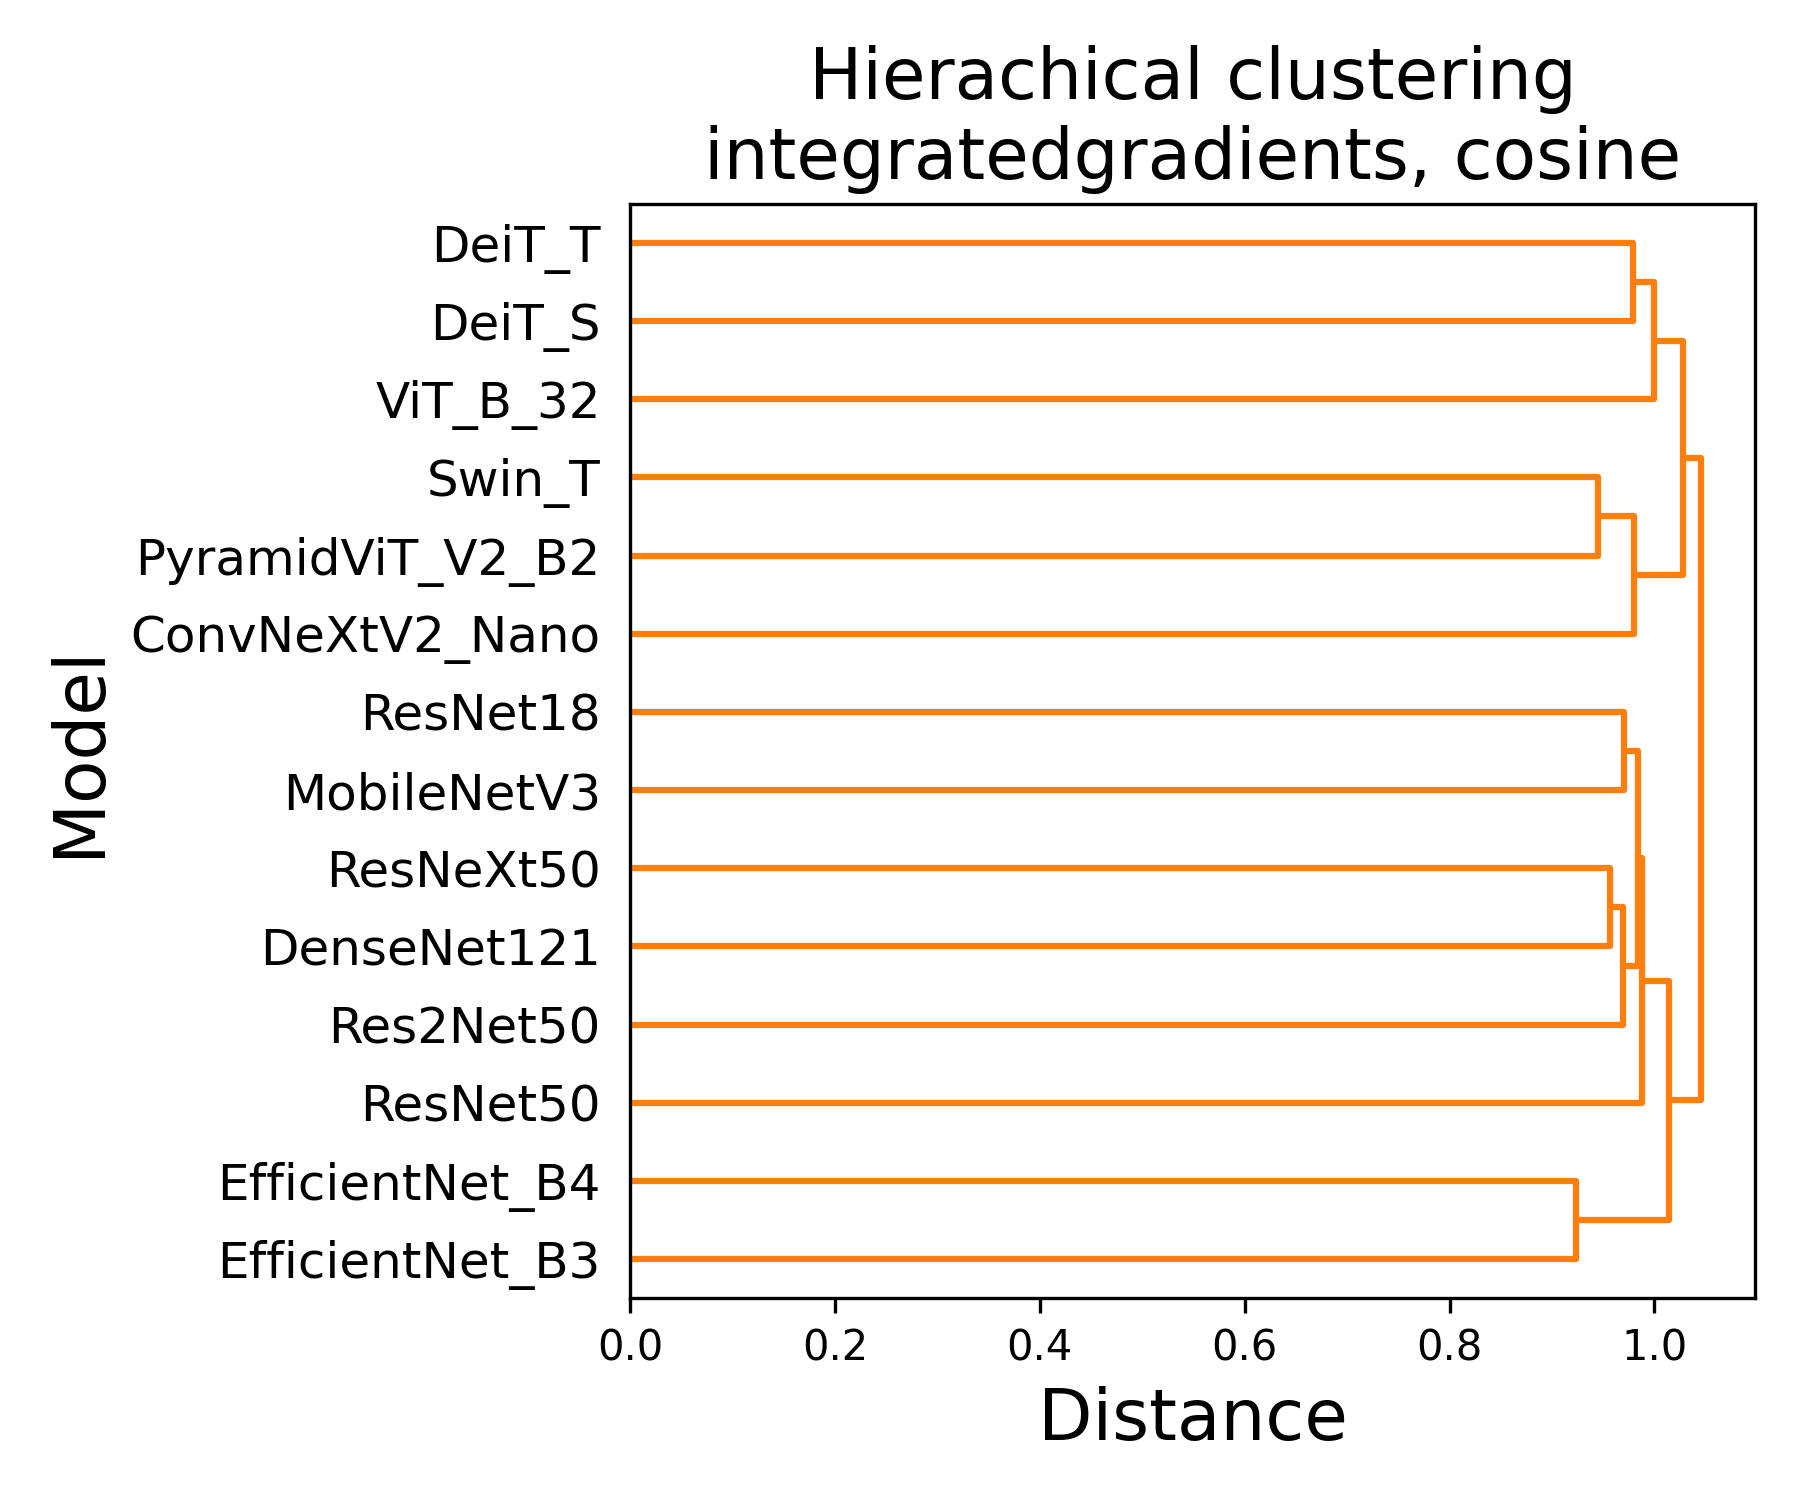 Hierachical clustering
integratedgradients, cosine
DeiT_T
DeiT_S
ViT_B_32
Swin_T
PyramidViT_V2_B2
ConvNeXtV2_Nano
ResNet18
MobileNetV3
ResNeXt50
DenseNet121
Res2Net50
ResNet50
EfficientNet_B4
EfficientNet_B3
Model
0.0 0.2 0.4 0.6 0.8 1.0
Distance